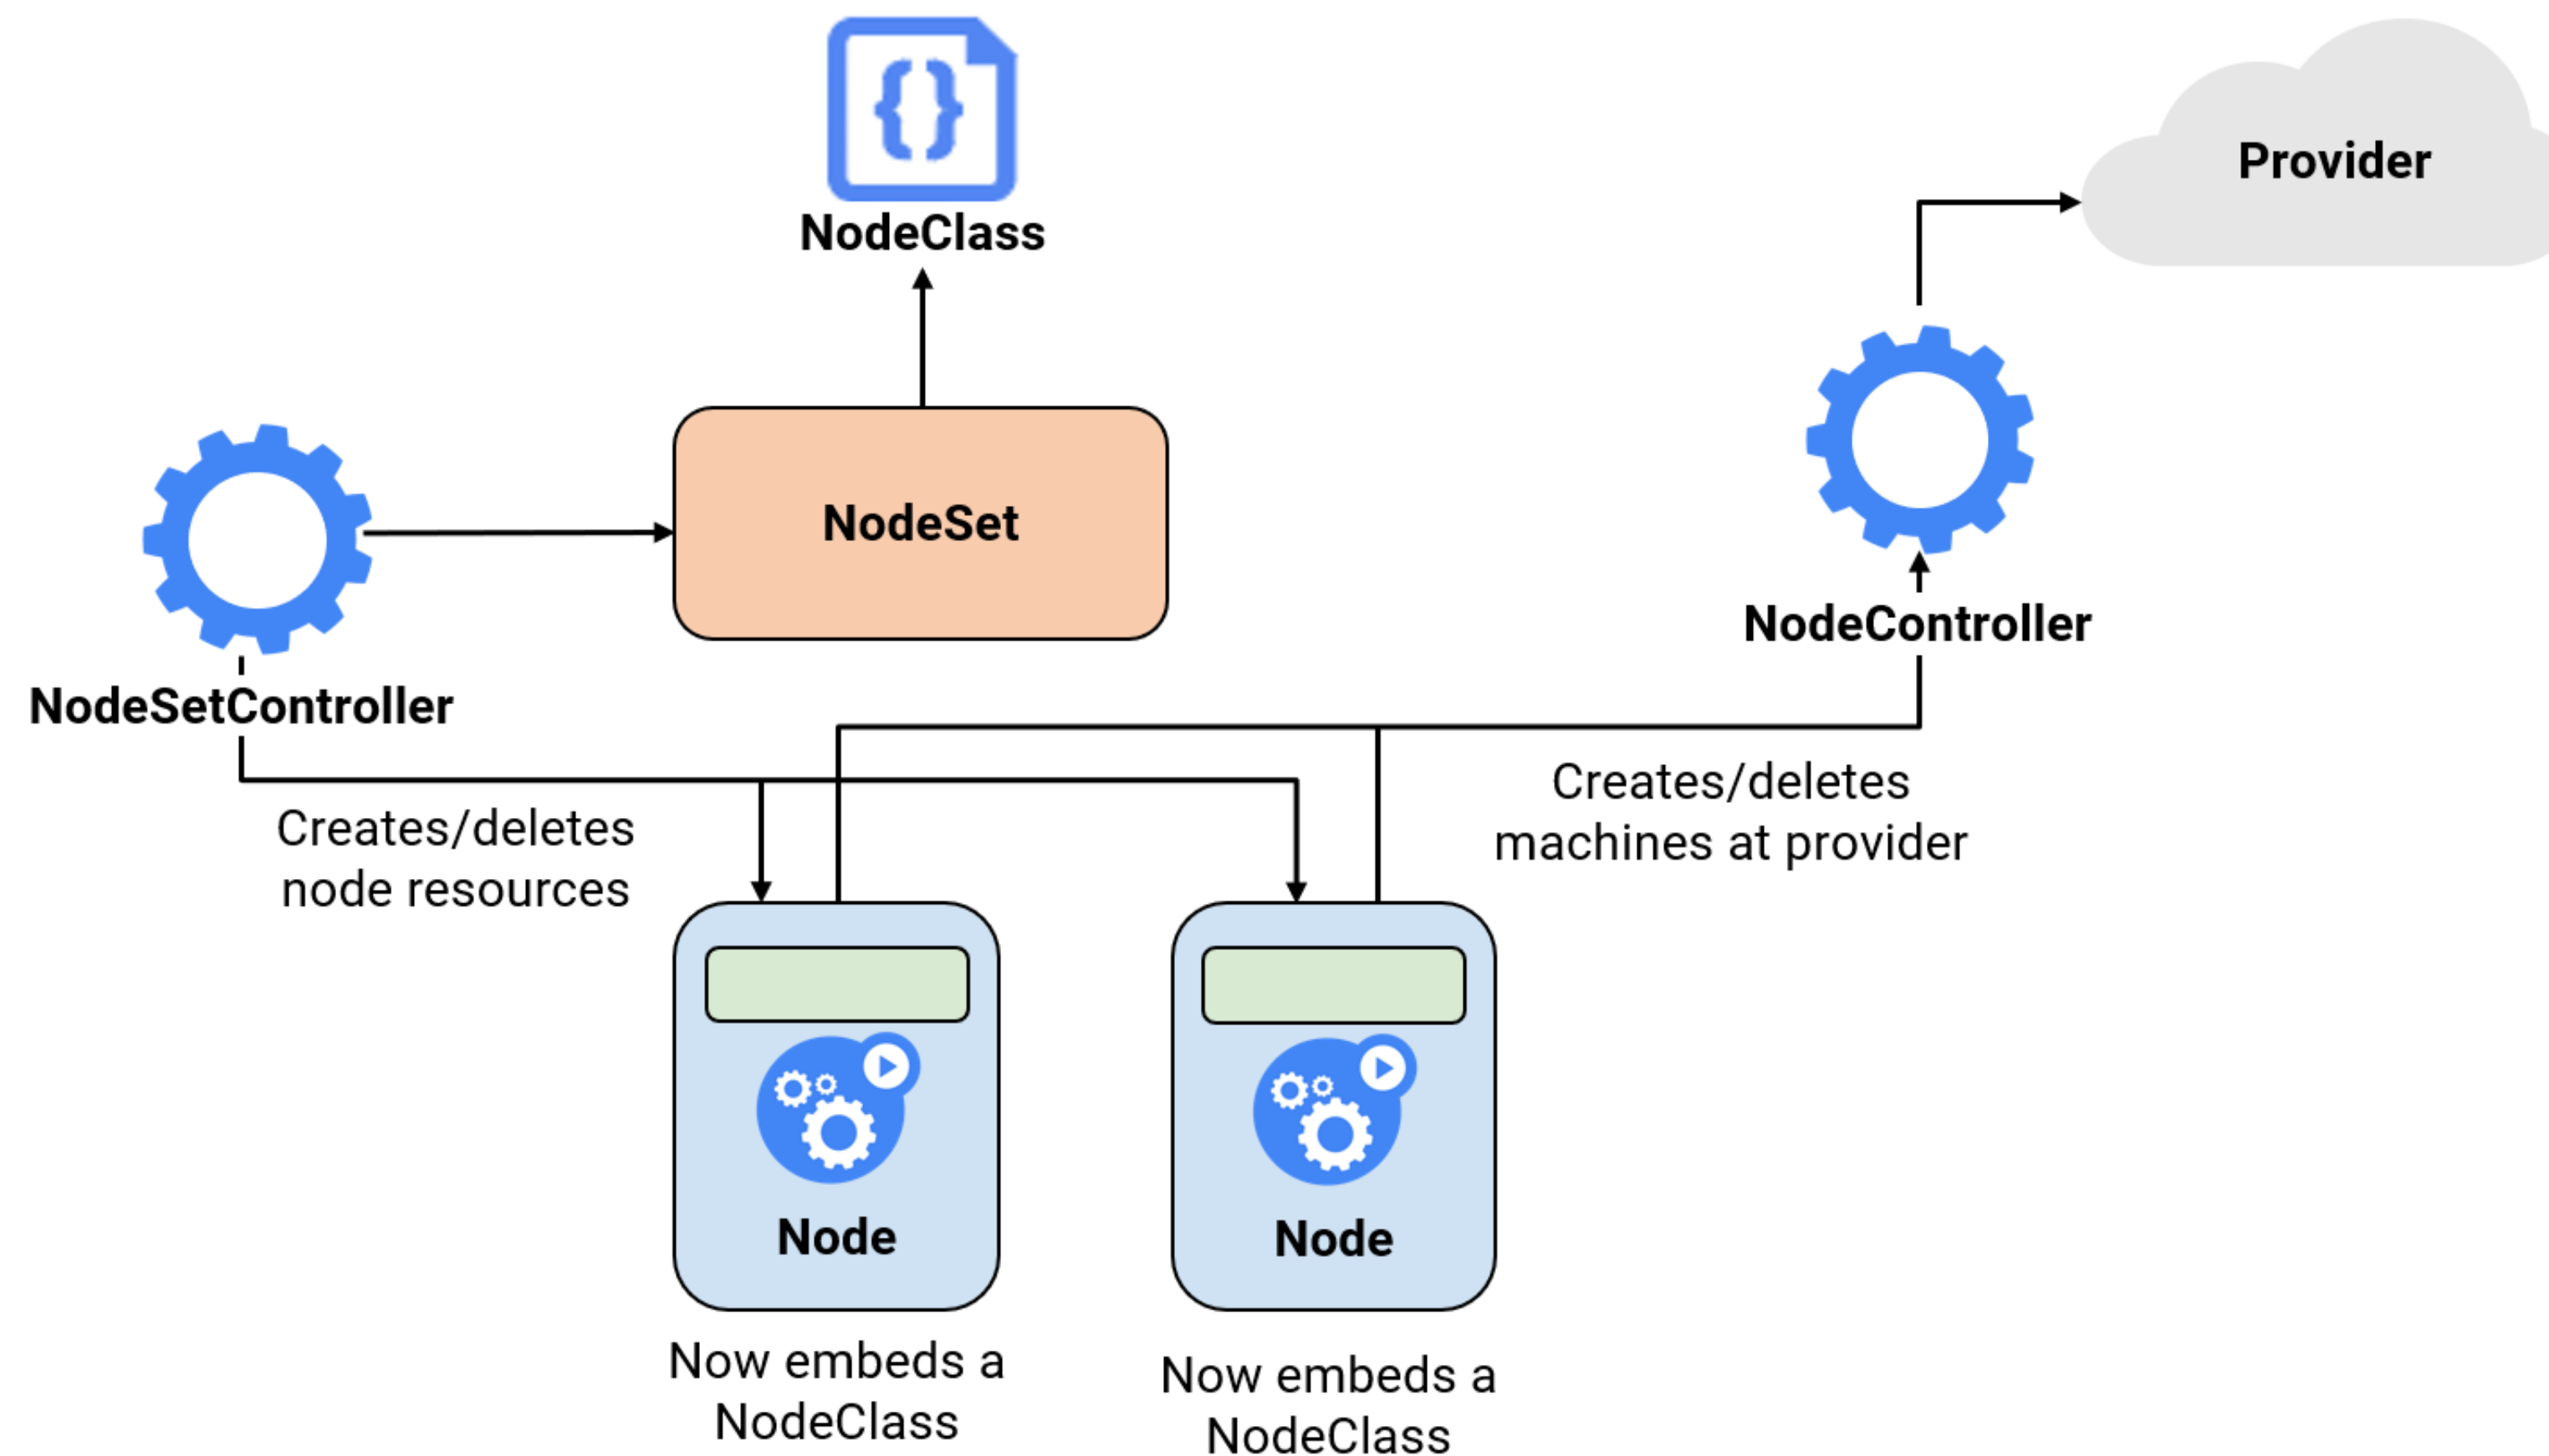 {}
NodeClass
Provider
NodeSet
NodeController
NodeSetController
Creates/deletes
machines at provider
Creates/deletes
node resources
Node
Node
Now embeds a
NodeClass
Now embeds a
NodeClass